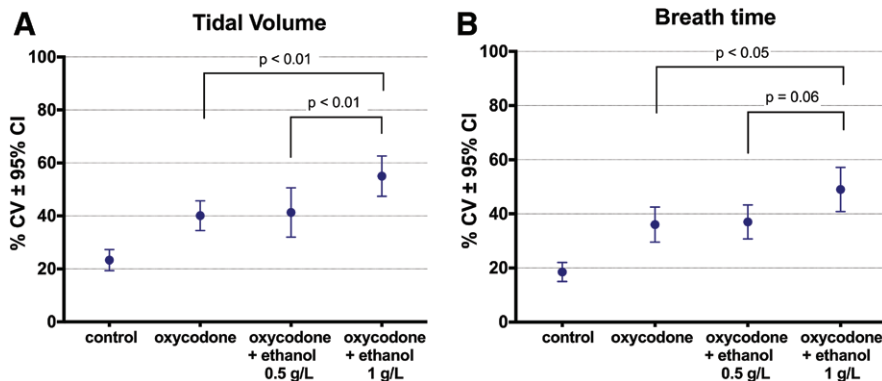 A
Tidal Volume
% CV ± 95% CI
100
80
60
40
20
0
p < 0.01
p < 0.01
control
oxycodone
oxycodone
+ ethanol
0.5 g/L
oxycodone
+ ethanol
1 g/L
B
Breath time
% CV ± 95% CI
100
80
60
40
20
0
p < 0.05
p = 0.06
control
oxycodone
oxycodone
+ ethanol
0.5 g/L
oxycodone
+ ethanol
1 g/L